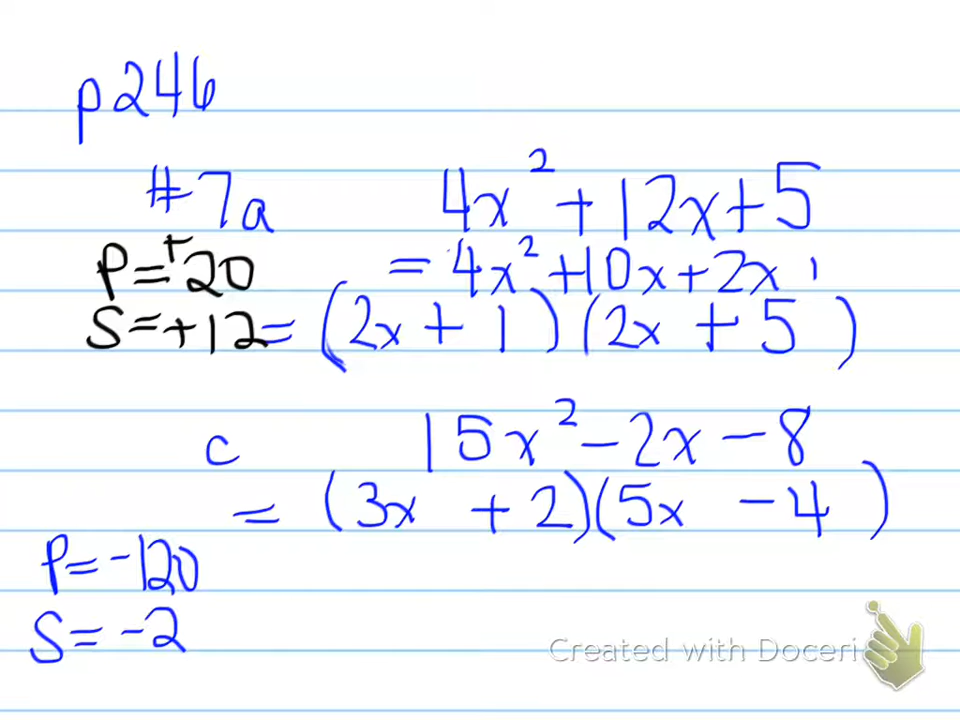 p246
#7a 4x² + 12x + 5
P = +20 = 4x² + 10x + 2x
S = +12 = (2x + 1)(2x + 5)
c 15x² - 2x - 8
= (3x + 2)(5x - 4)
P = -120
S = -2
Created with Doceri